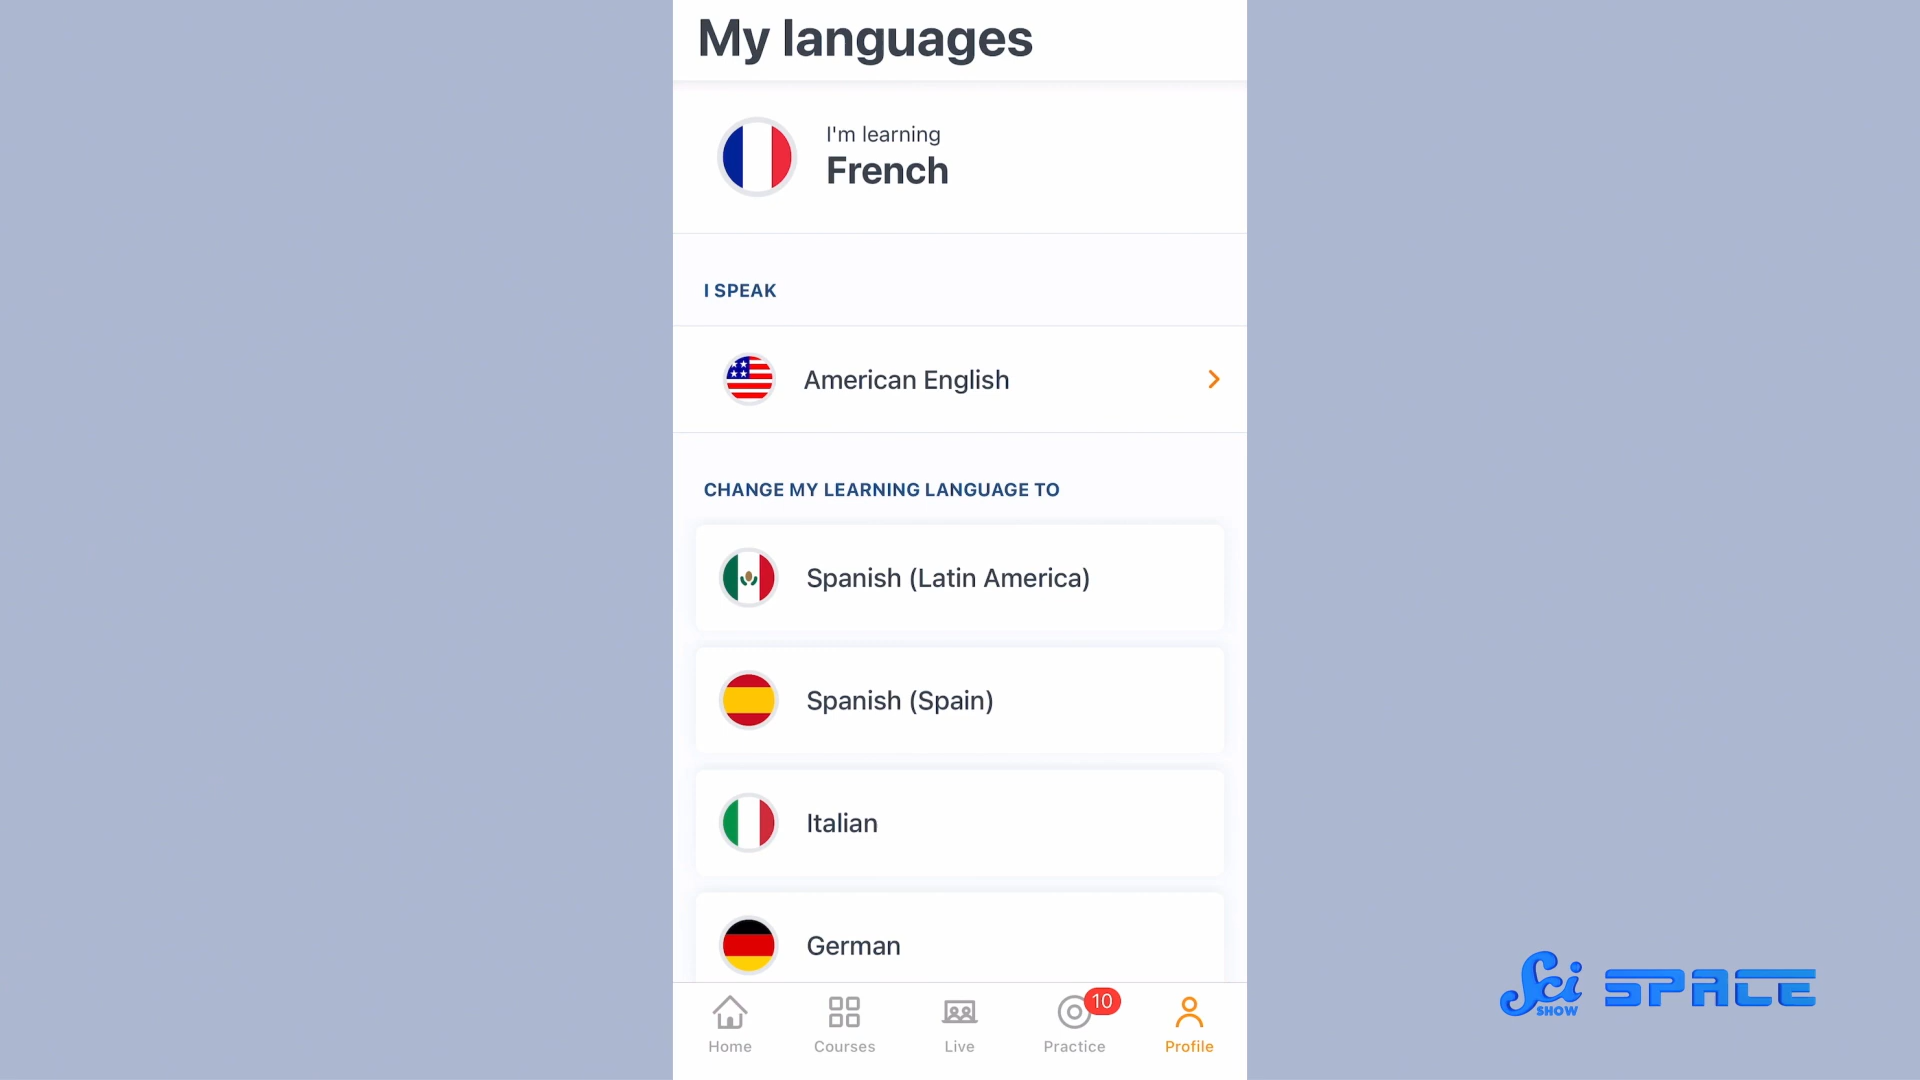 My languages
I'm learning
French
I SPEAK
American English
CHANGE MY LEARNING LANGUAGE TO
Spanish (Latin America)
Spanish (Spain)
Italian
German
10
Home
Courses
Live
Practice
Profile
Sci SHOW SPACE